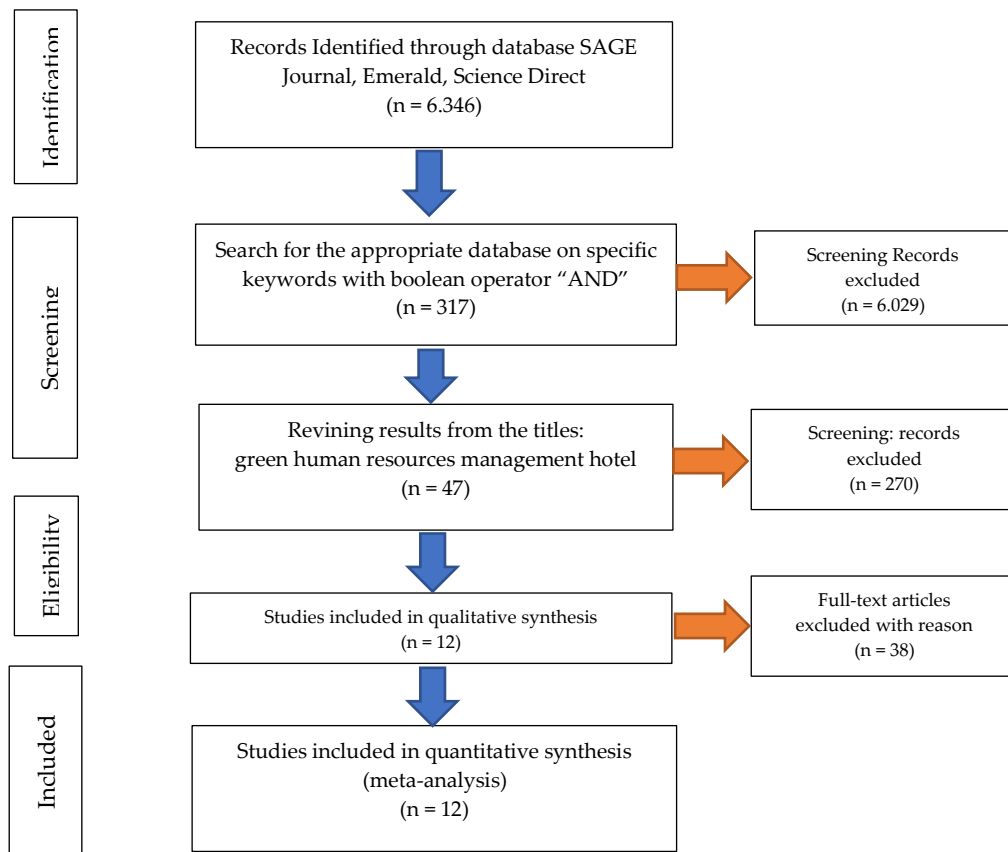 Identification
Records Identified through database SAGE
Journal, Emerald, Science Direct
(n = 6.346)
Screening
Search for the appropriate database on specific
keywords with boolean operator “AND”
(n = 317)
Screening Records
excluded
(n = 6.029)
Revining results from the titles:
green human resources management hotel
(n = 47)
Screening: records
excluded
(n = 270)
Eligibility
Studies included in qualitative synthesis
(n = 12)
Full-text articles
excluded with reason
(n = 38)
Included
Studies included in quantitative synthesis
(meta-analysis)
(n = 12)